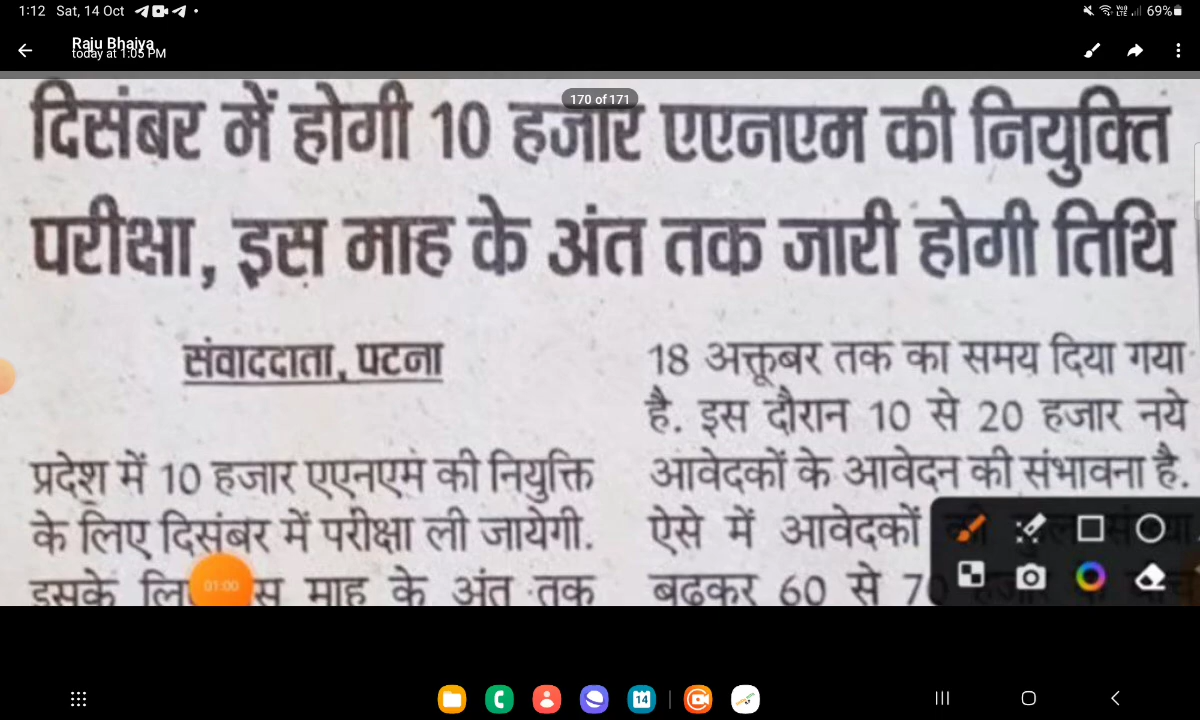 1:12 Sat, 14 Oct
69%
Raju Bhaiya
today at 1:05 PM
170 of 171
दिसंबर में होगी 10 हजार एएनएम की नियुक्ति
परीक्षा, इस माह के अंत तक जारी होगी तिथि
संवाददाता, पटना
प्रदेश में 10 हजार एएनएम की नियुक्ति
के लिए दिसंबर में परीक्षा ली जायेगी.
इसके माह के अंत तक
18 अक्तूबर तक का समय दिया गया
है. इस दौरान 10 से 20 हजार नये
आवेदकों के आवेदन की संभावना है.
ऐसे में आवेदकों
बढकर 60 से
01:00
14